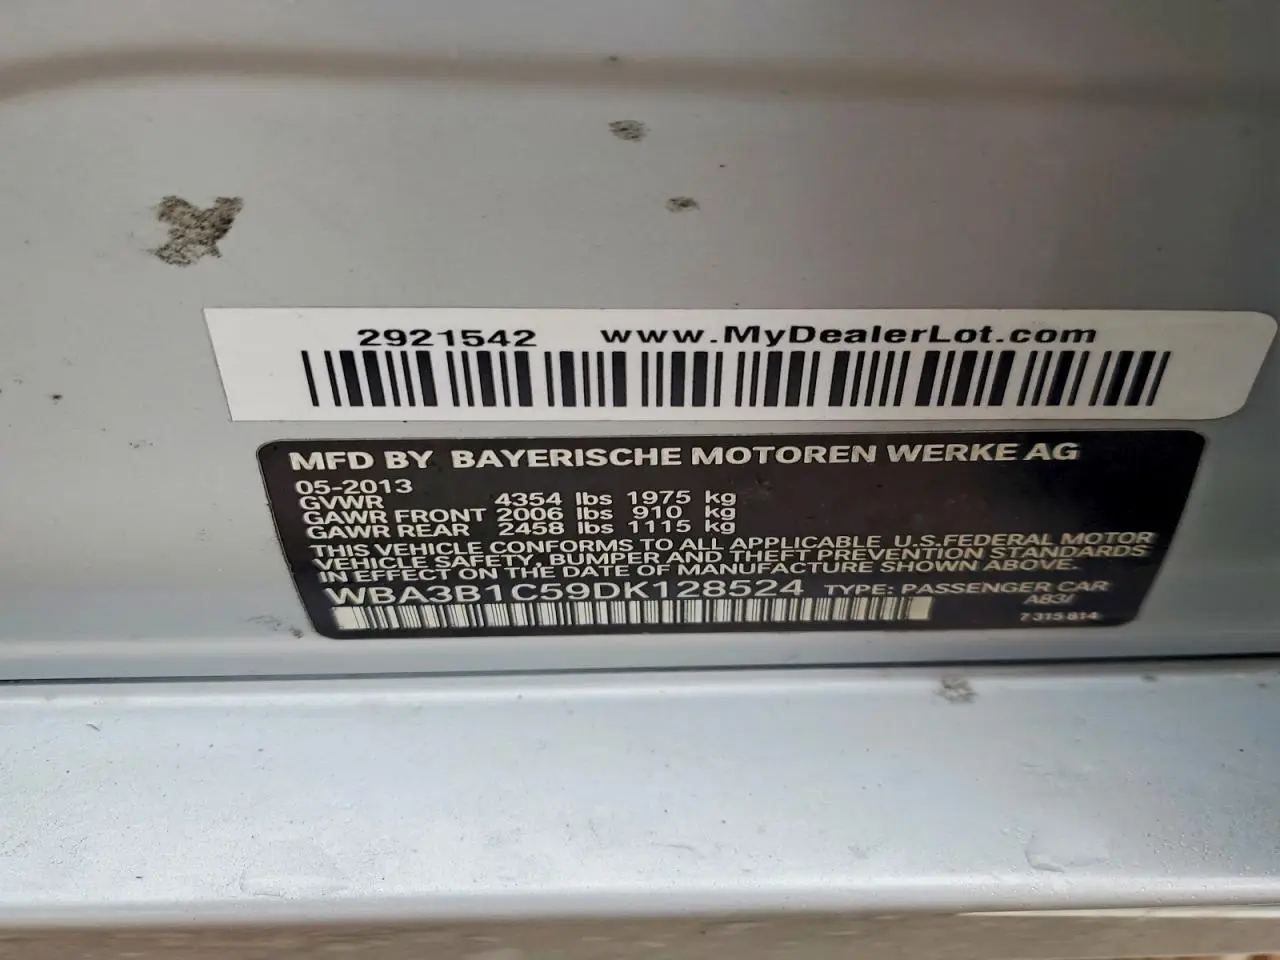 2921542 www.MyDealerLot.com
MFD BY BAYERISCHE MOTOREN WERKE AG
05-2013
GVWR 4354 lbs 1975 kg
GAWR FRONT 2006 lbs 910 kg
GAWR REAR 2458 lbs 1115 kg
THIS VEHICLE CONFORMS TO ALL APPLICABLE U.S.FEDERAL MOTOR
VEHICLE SAFETY, BUMPER AND THEFT PREVENTION STANDARDS
IN EFFECT ON THE DATE OF MANUFACTURE SHOWN ABOVE.
WBA3B1C59DK128524 TYPE: PASSENGER CAR
A83/
7 315 814